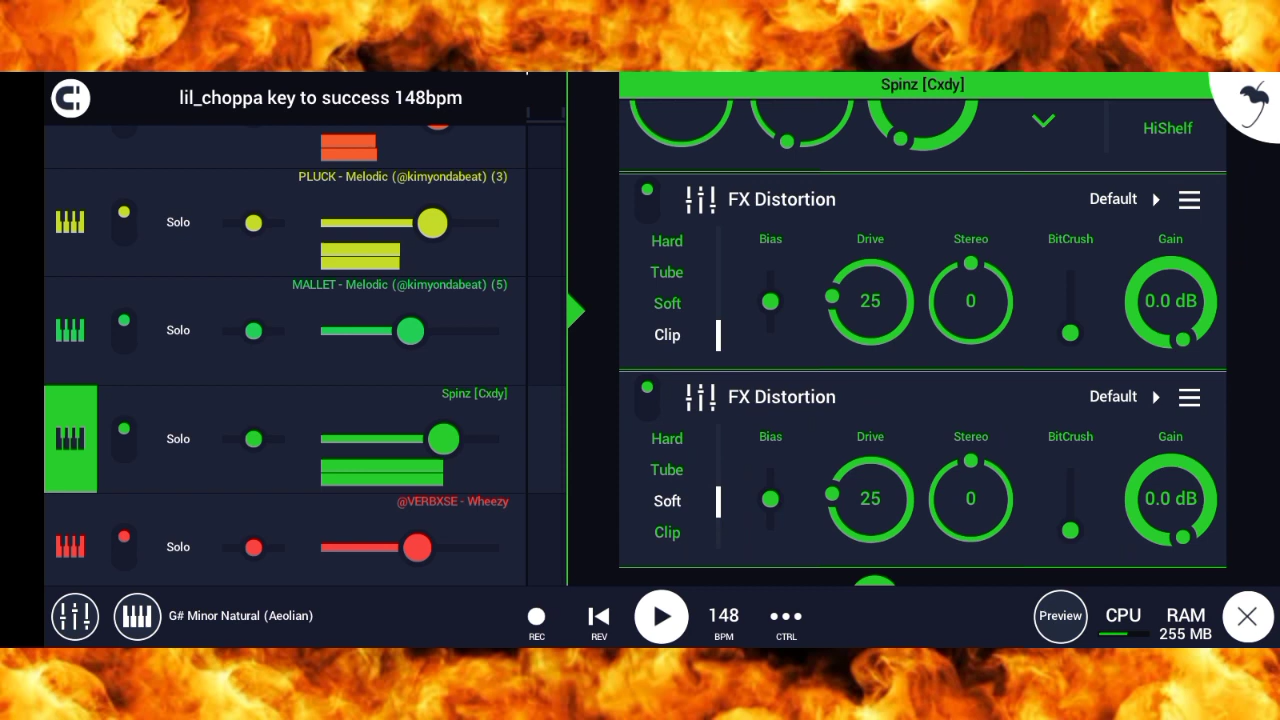 lil_choppa key to success 148bpm
PLUCK - Melodic (@kimyondabeat) (3)
Solo
MALLET - Melodic (@kimyondabeat) (5)
Solo
Spinz [Cxdy]
Solo
@VERBXSE - Wheezy
Solo
Spinz [Cxdy]
HiShelf
FX Distortion
Default
Hard
Tube
Soft
Clip
Bias
Drive
Stereo
BitCrush
Gain
25
0
0.0 dB
FX Distortion
Default
Hard
Tube
Soft
Clip
Bias
Drive
Stereo
BitCrush
Gain
25
0
0.0 dB
G# Minor Natural (Aeolian)
REC
REV
148
BPM
CTRL
Preview
CPU
RAM
255 MB